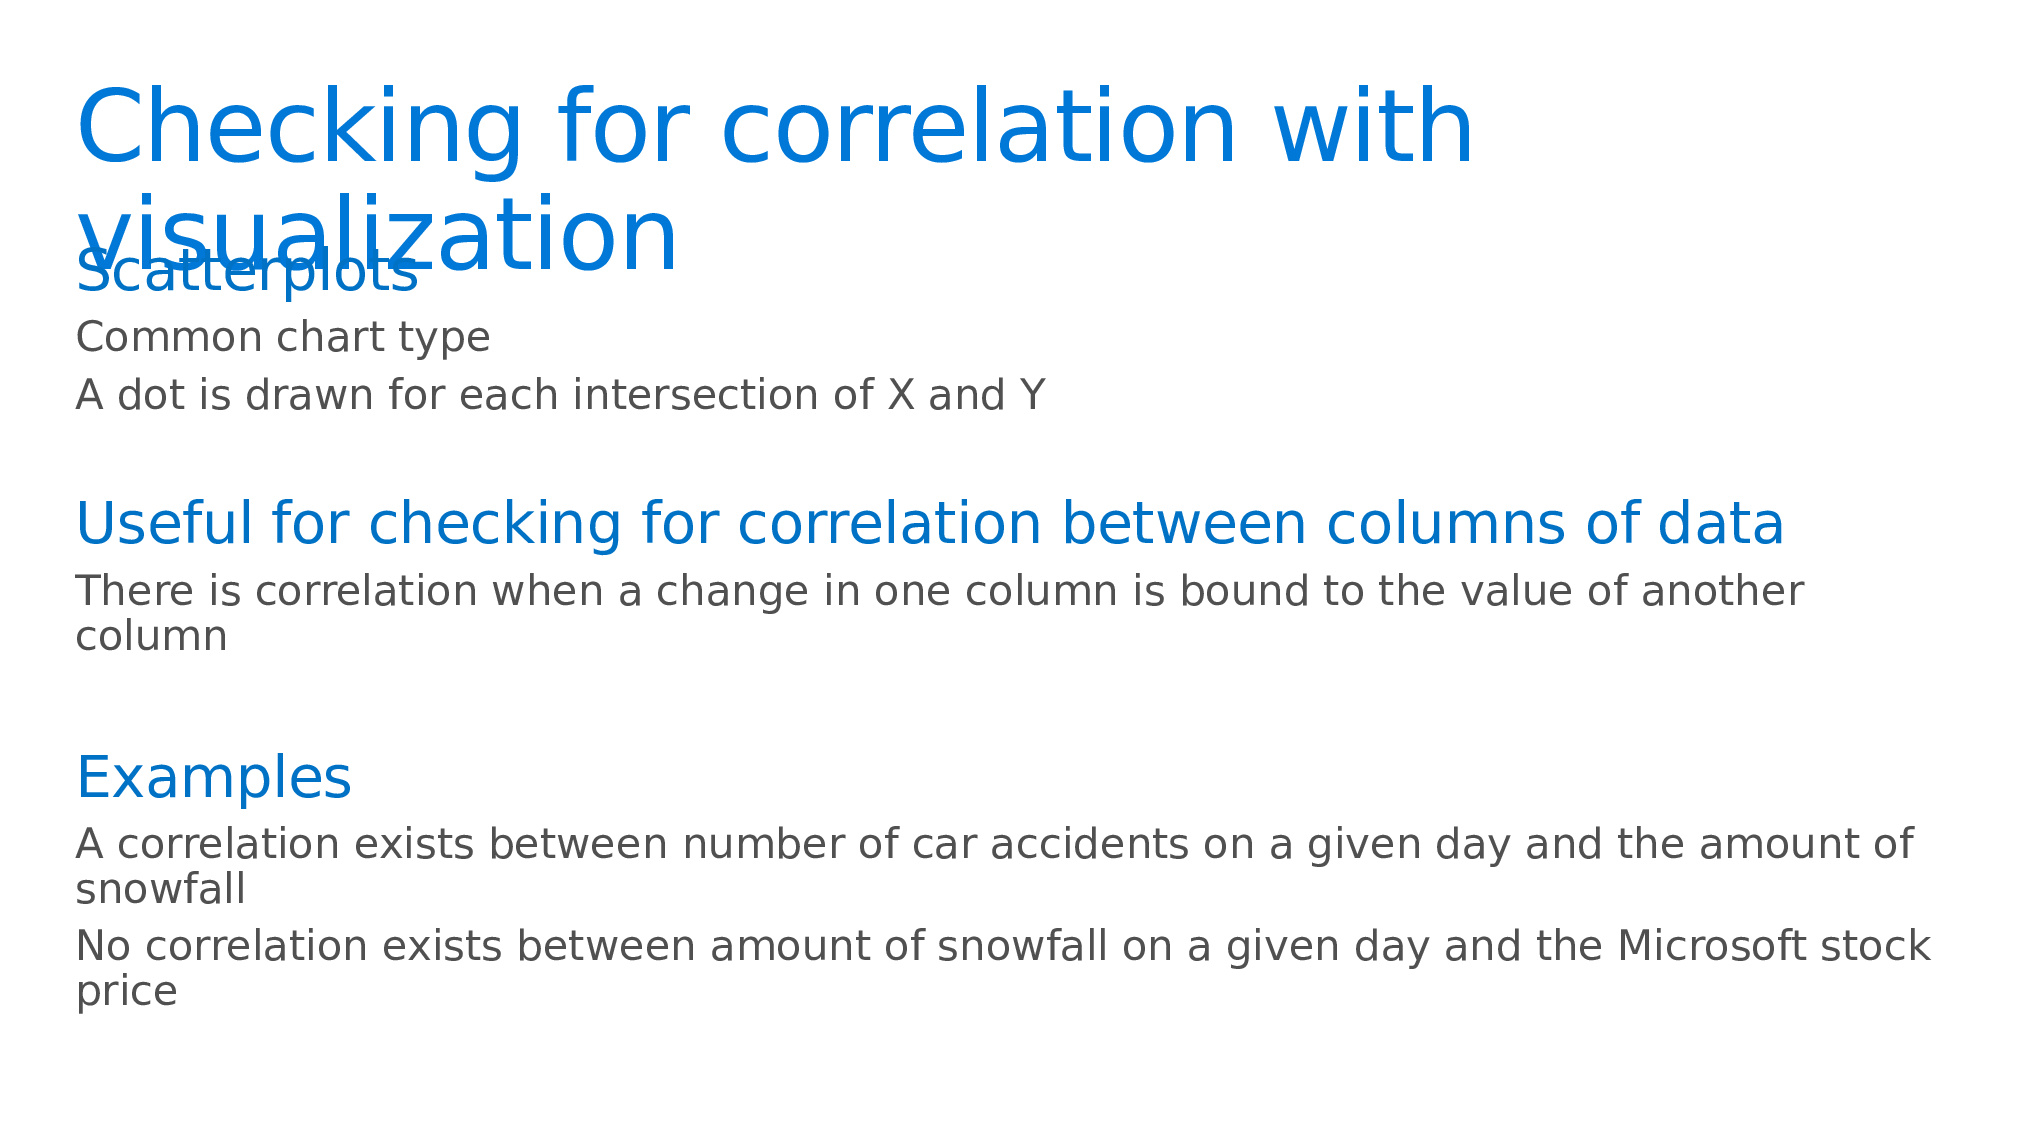 Checking for correlation with
visualization
Scatterplots
Common chart type
A dot is drawn for each intersection of X and Y
Useful for checking for correlation between columns of data
There is correlation when a change in one column is bound to the value of another
column
Examples
A correlation exists between number of car accidents on a given day and the amount of
snowfall
No correlation exists between amount of snowfall on a given day and the Microsoft stock
price